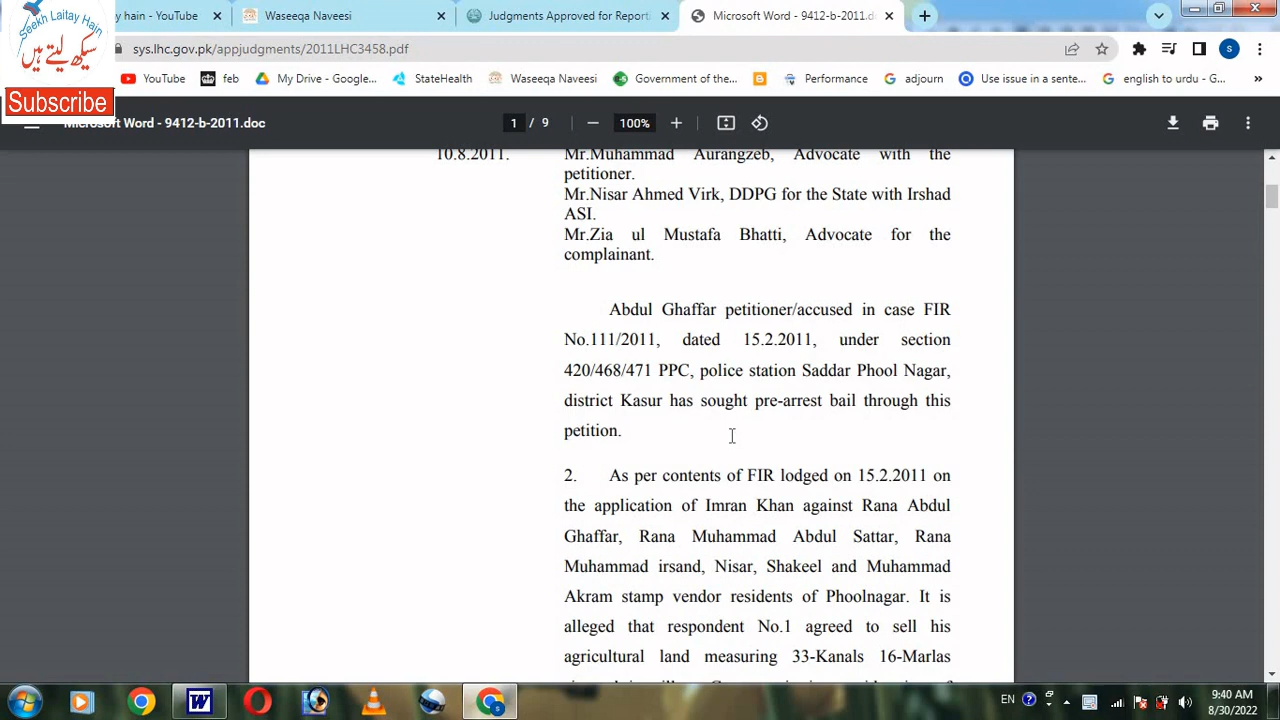 y hain - YouTube
Waseeqa Naveesi
Judgments Approved for Reporti
Microsoft Word - 9412-b-2011.d
Seekh Laitay Hain
سیکھ لیتے ہیں
Subscribe
sys.lhc.gov.pk/appjudgments/2011LHC3458.pdf
YouTube
feb
My Drive - Google...
StateHealth
Waseeqa Naveesi
Government of the...
Performance
adjourn
Use issue in a sente...
english to urdu - G...
Microsoft Word - 9412-b-2011.doc
1 / 9
100%
10.8.2011. Mr.Muhammad Aurangzeb, Advocate with the
petitioner.
Mr.Nisar Ahmed Virk, DDPG for the State with Irshad
ASI.
Mr.Zia ul Mustafa Bhatti, Advocate for the
complainant.
Abdul Ghaffar petitioner/accused in case FIR
No.111/2011, dated 15.2.2011, under section
420/468/471 PPC, police station Saddar Phool Nagar,
district Kasur has sought pre-arrest bail through this
petition.
2. As per contents of FIR lodged on 15.2.2011 on
the application of Imran Khan against Rana Abdul
Ghaffar, Rana Muhammad Abdul Sattar, Rana
Muhammad irsand, Nisar, Shakeel and Muhammad
Akram stamp vendor residents of Phoolnagar. It is
alleged that respondent No.1 agreed to sell his
agricultural land measuring 33-Kanals 16-Marlas
EN
9:40 AM
8/30/2022